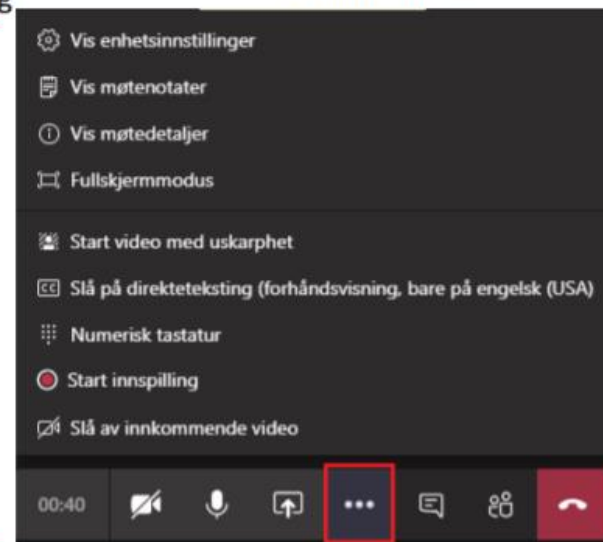 g
Vis enhetsinnstillinger
Vis møtenotater
Vis møtedetaljer
Fullskjermmodus
Start video med uskarphet
CC Slå på direkteteksting (forhåndsvisning, bare på engelsk (USA)
Numerisk tastatur
Start innspilling
Slå av innkommende video
00:40